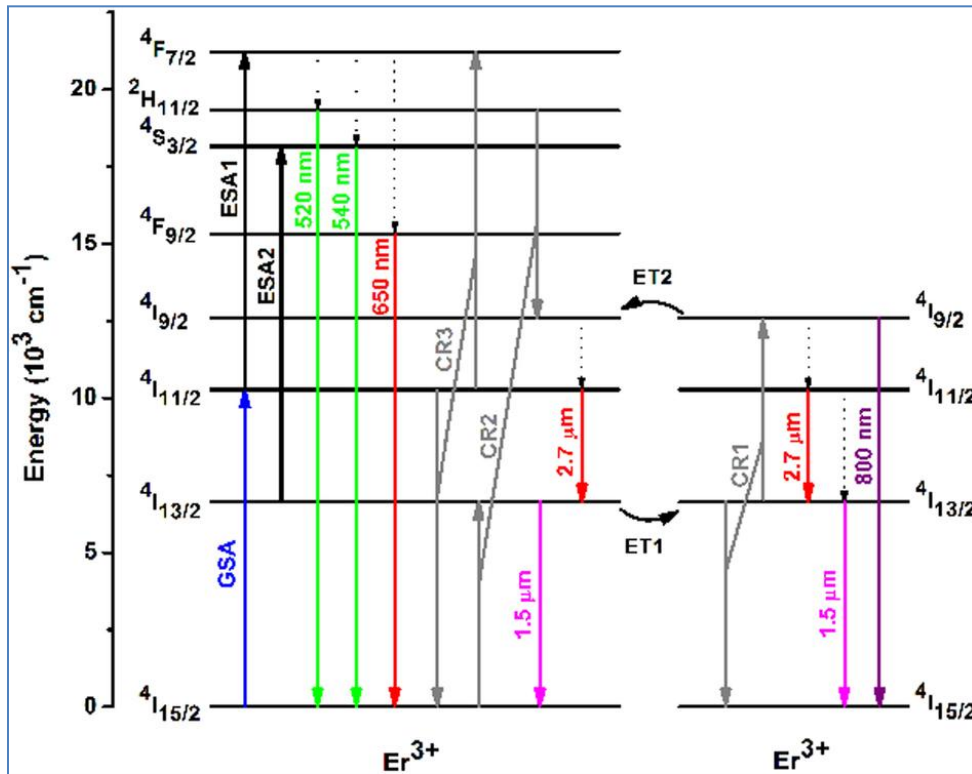 Energy (10³ cm⁻¹)
20
15
10
5
0
⁴F₇/₂
²H₁₁/₂
⁴S₃/₂
⁴F₉/₂
⁴I₉/₂
⁴I₁₁/₂
⁴I₁₃/₂
⁴I₁₅/₂
GSA
ESA1
ESA2
520 nm
540 nm
650 nm
CR3
CR2
2.7 μm
1.5 μm
ET2
ET1
CR1
2.7 μm
1.5 μm
800 nm
⁴I₉/₂
⁴I₁₁/₂
⁴I₁₃/₂
⁴I₁₅/₂
Er³⁺
Er³⁺